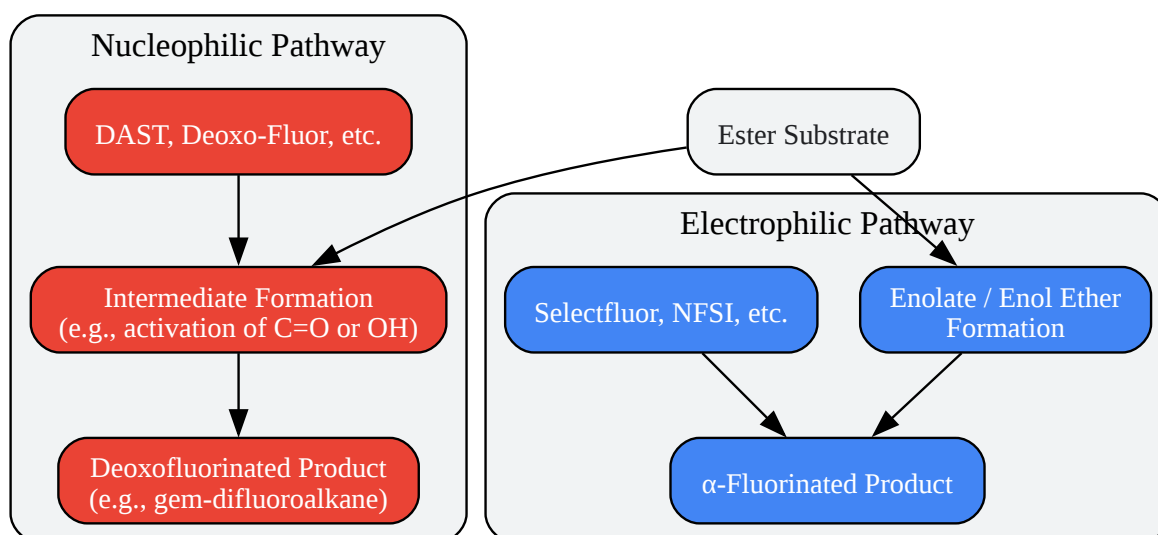 Nucleophilic Pathway
DAST, Deoxo-Fluor, etc.
Ester Substrate
Intermediate Formation
(e.g., activation of C=O or OH)
Deoxofluorinated Product
(e.g., gem-difluoroalkane)
Electrophilic Pathway
Selectfluor, NFSI, etc.
Enolate / Enol Ether
Formation
α-Fluorinated Product